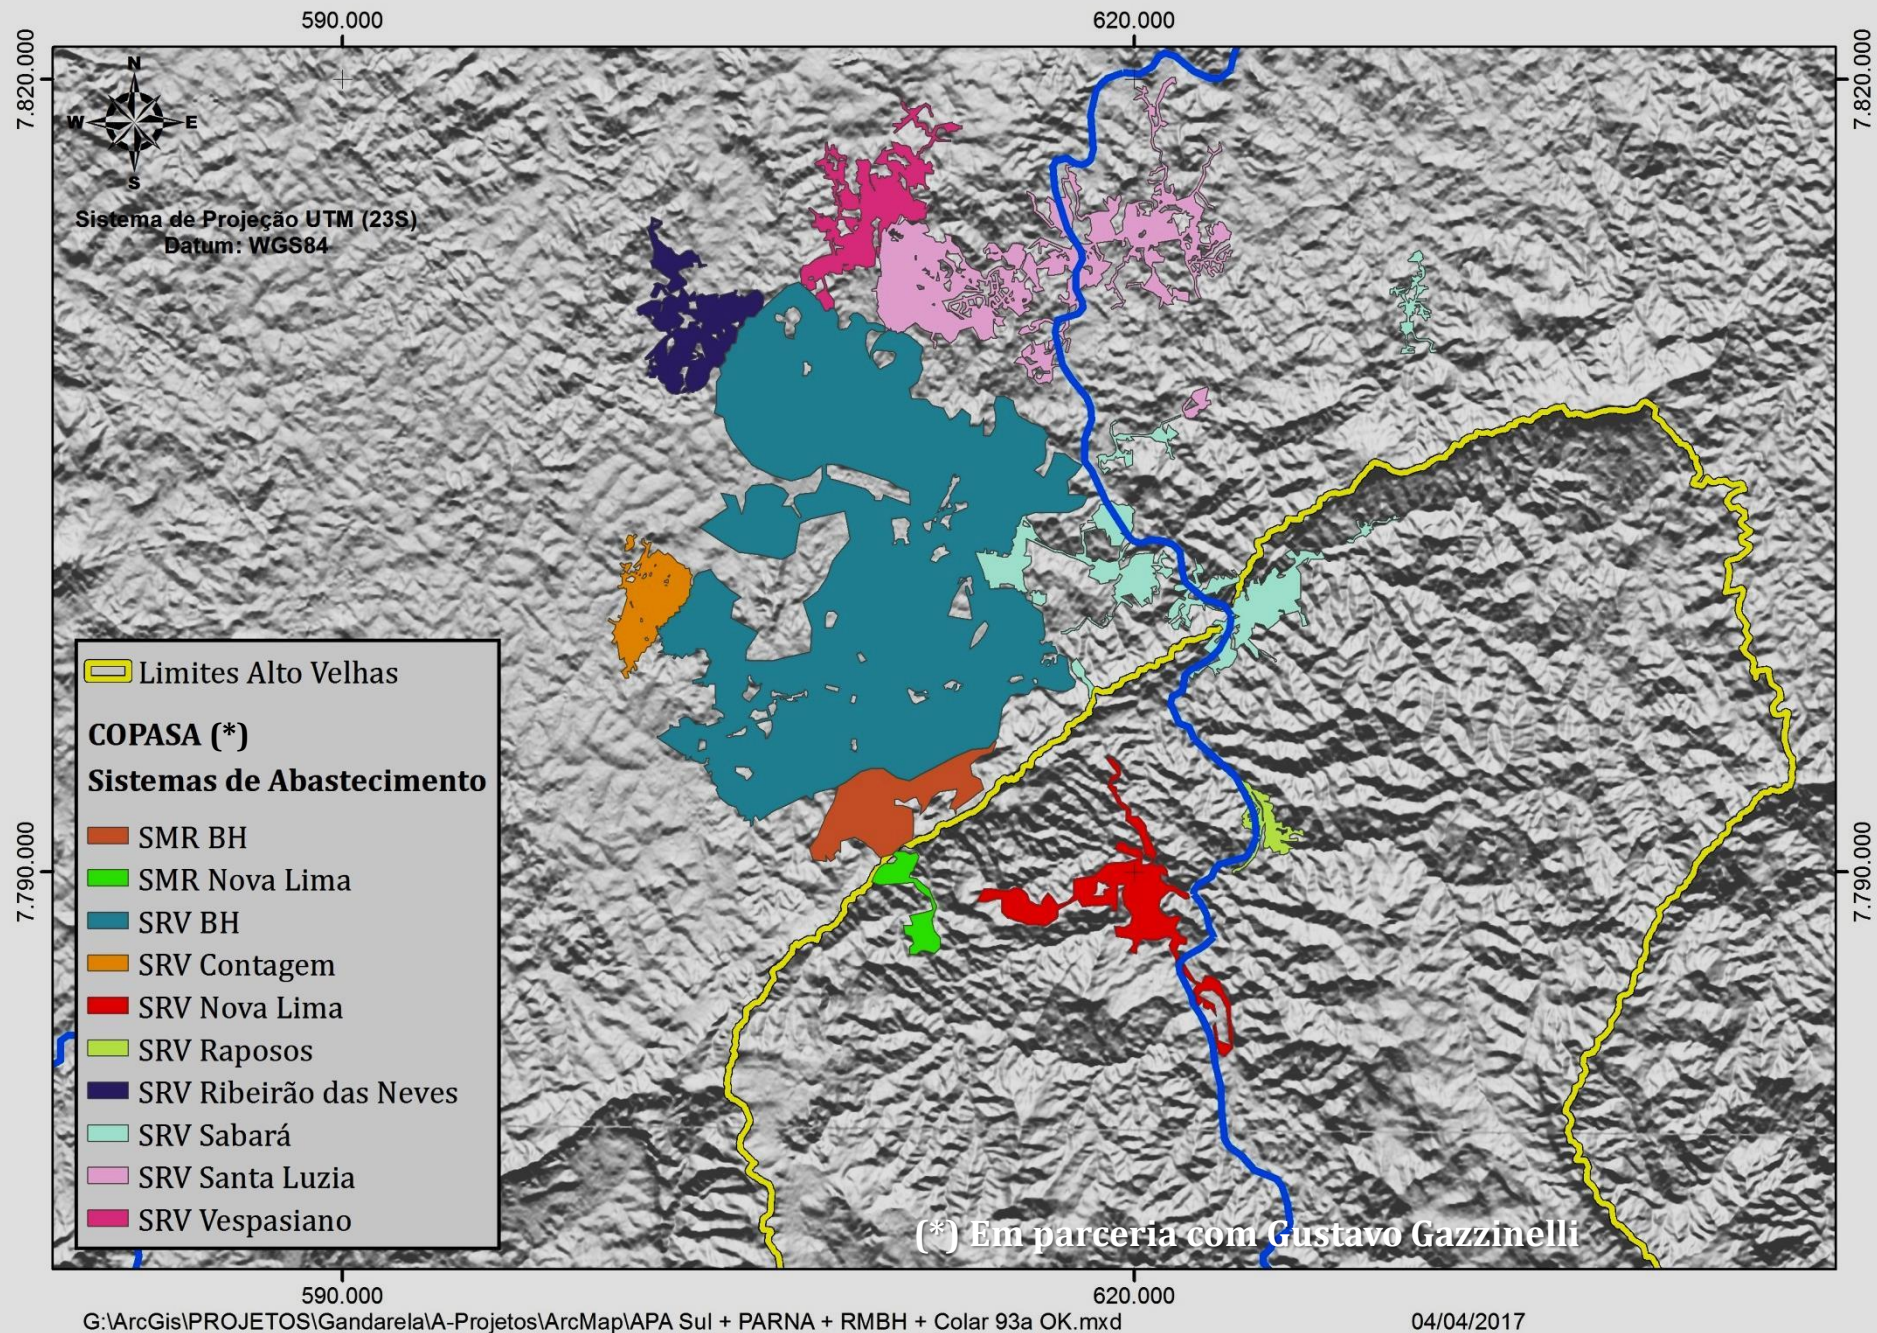 590.000
620.000
7.820.000
7.820.000
N
W
E
S
Sistema de Projeção UTM (23S)
Datum: WGS84
Limites Alto Velhas
COPASA (*)
Sistemas de Abastecimento
SMR BH
SMR Nova Lima
SRV BH
SRV Contagem
SRV Nova Lima
SRV Raposos
SRV Ribeirão das Neves
SRV Sabará
SRV Santa Luzia
SRV Vespasiano
7.790.000
7.790.000
(*) Em parceria com Gustavo Gazzinelli
590.000
620.000
G:\ArcGis\PROJETOS\Gandarela\A-Projetos\ArcMap\APA Sul + PARNA + RMBH + Colar 93a OK.mxd
04/04/2017